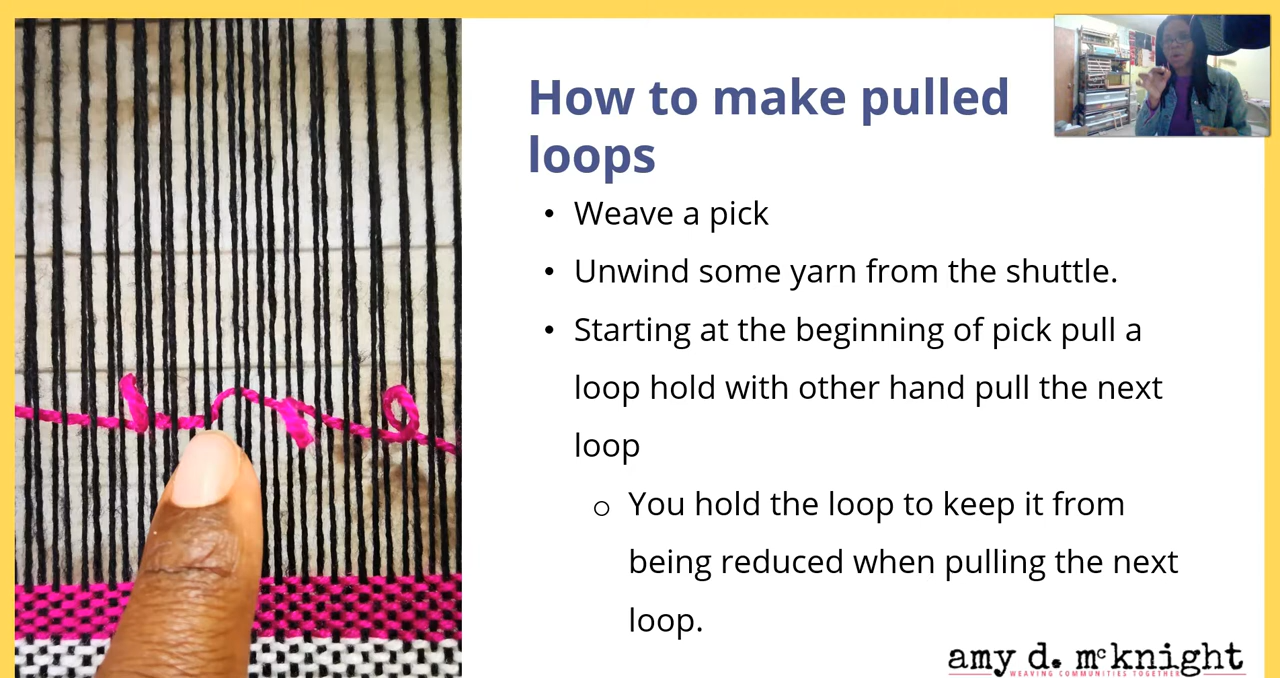 How to make pulled
loops
• Weave a pick
• Unwind some yarn from the shuttle.
• Starting at the beginning of pick pull a
loop hold with other hand pull the next
loop
o You hold the loop to keep it from
being reduced when pulling the next
loop.
amy d. mcknight
WEAVING COMMUNITIES TOGETHER